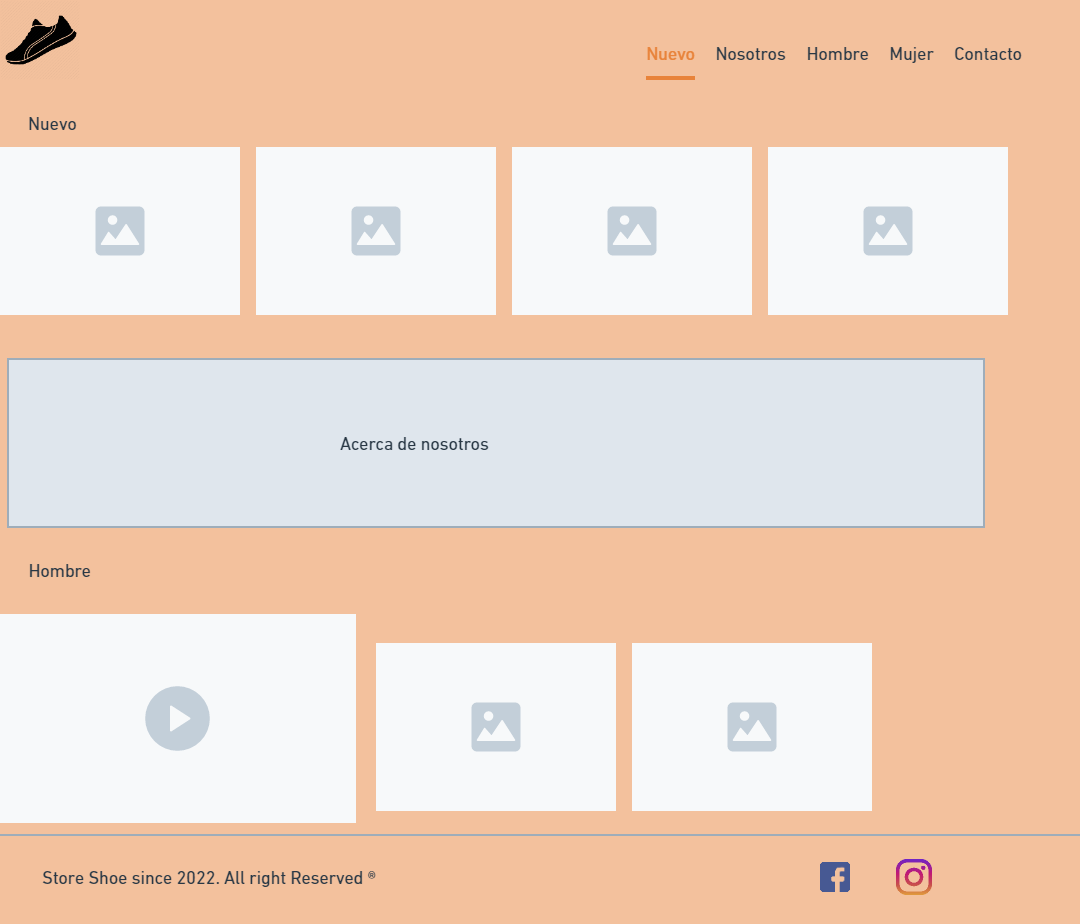 Nuevo Nosotros Hombre Mujer Contacto
Nuevo
Acerca de nosotros
Hombre
Store Shoe since 2022. All right Reserved ®